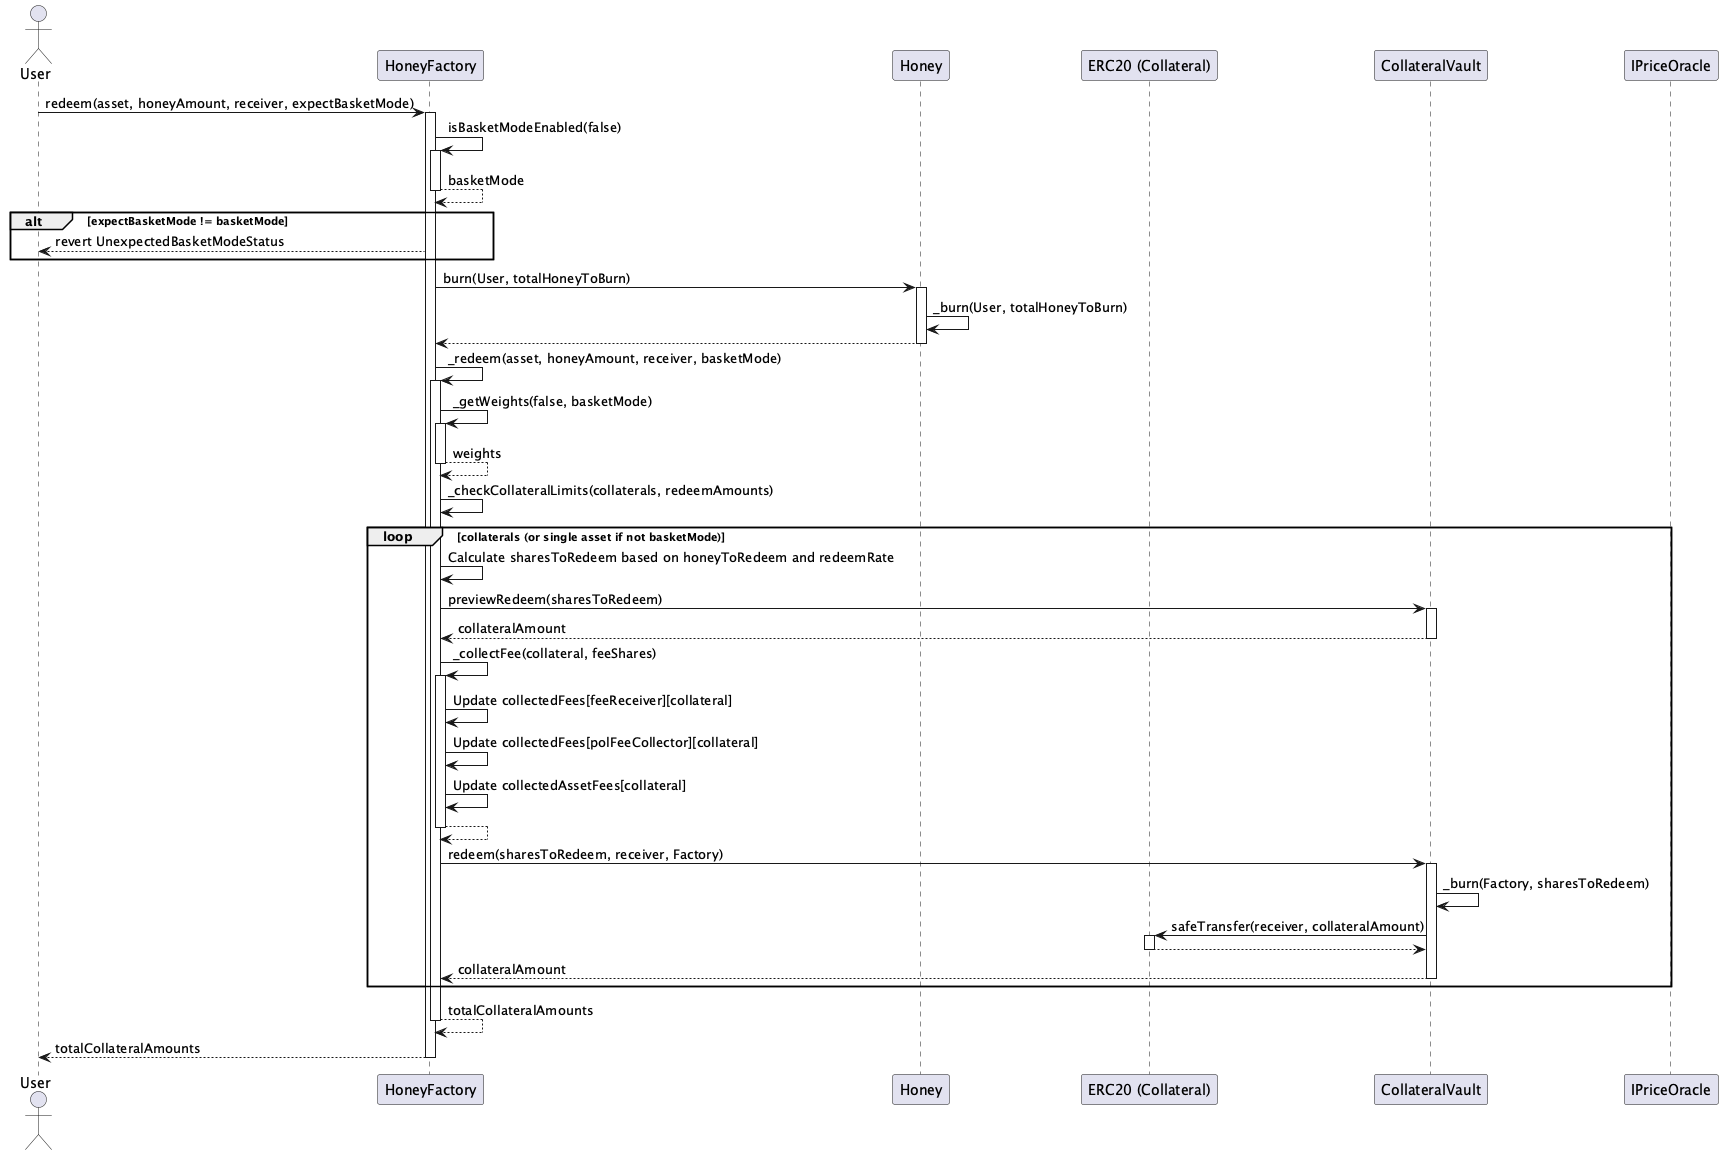 User
HoneyFactory
Honey
ERC20 (Collateral)
CollateralVault
IPriceOracle
redeem(asset, honeyAmount, receiver, expectBasketMode)
isBasketModeEnabled(false)
basketMode
alt
[expectBasketMode != basketMode]
revert UnexpectedBasketModeStatus
burn(User, totalHoneyToBurn)
_burn(User, totalHoneyToBurn)
_redeem(asset, honeyAmount, receiver, basketMode)
_getWeights(false, basketMode)
weights
_checkCollateralLimits(collaterals, redeemAmounts)
loop
[collaterals (or single asset if not basketMode)]
Calculate sharesToRedeem based on honeyToRedeem and redeemRate
previewRedeem(sharesToRedeem)
collateralAmount
_collectFee(collateral, feeShares)
Update collectedFees[feeReceiver][collateral]
Update collectedFees[polFeeCollector][collateral]
Update collectedAssetFees[collateral]
redeem(sharesToRedeem, receiver, Factory)
_burn(Factory, sharesToRedeem)
safeTransfer(receiver, collateralAmount)
collateralAmount
totalCollateralAmounts
totalCollateralAmounts
User
HoneyFactory
Honey
ERC20 (Collateral)
CollateralVault
IPriceOracle